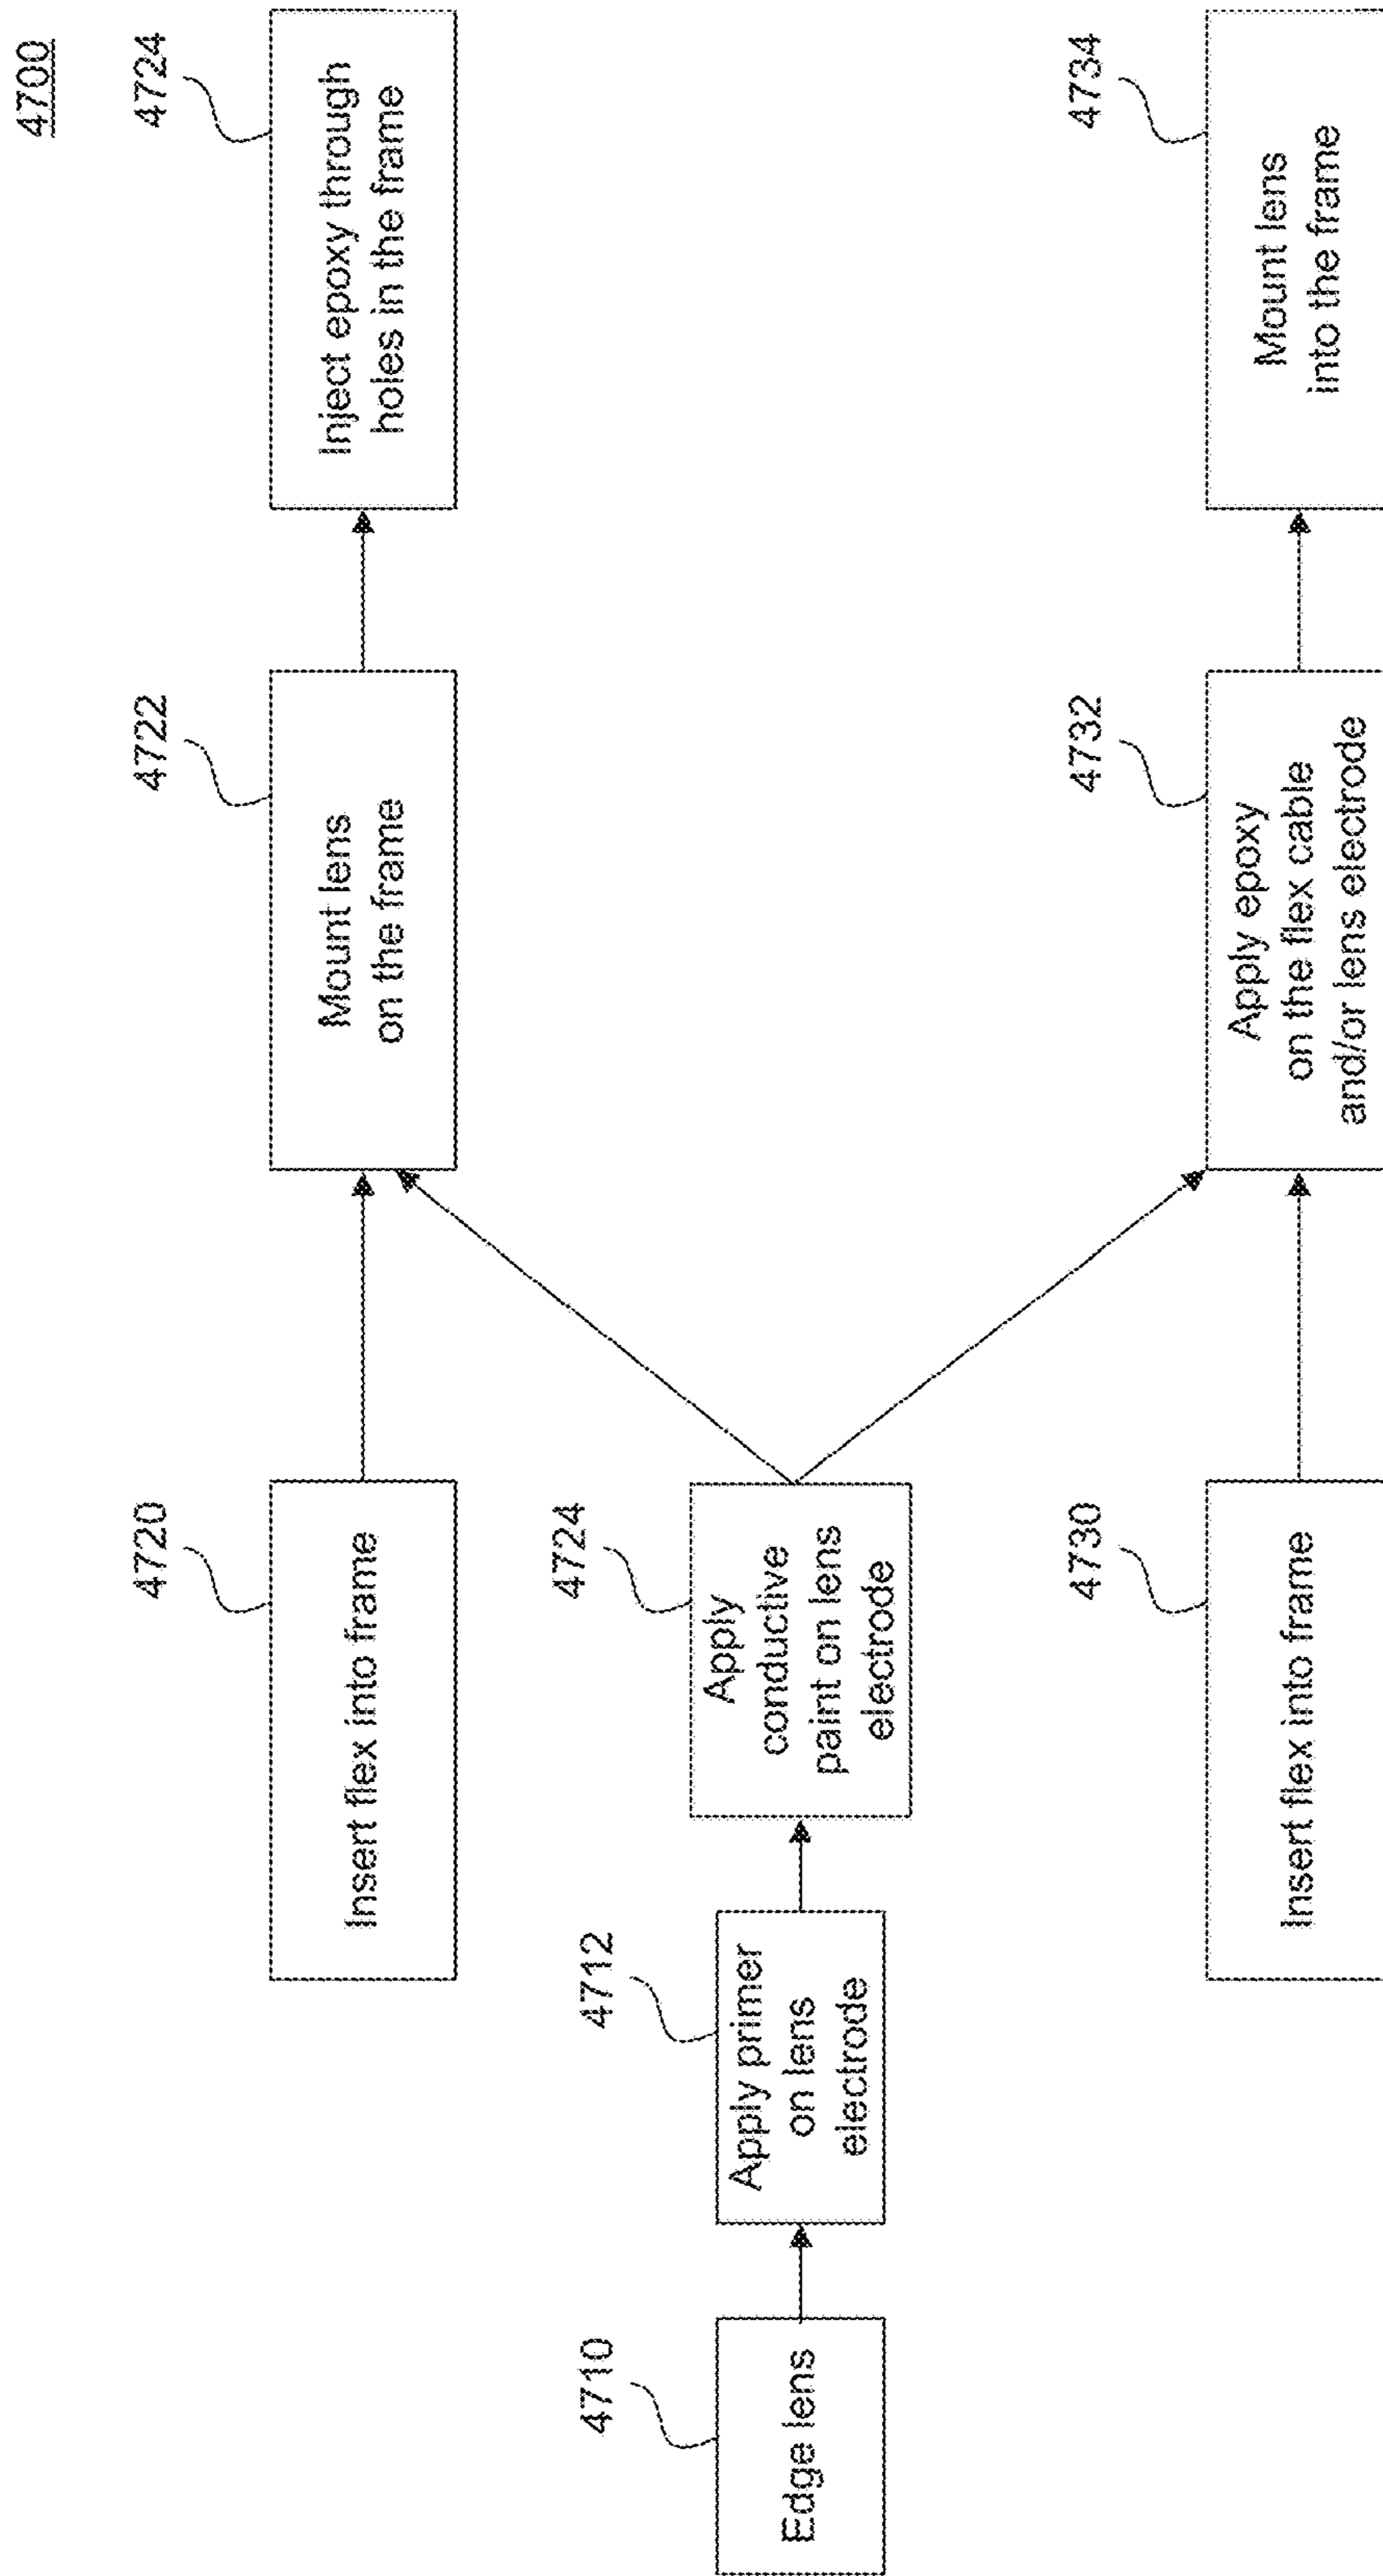 4700
4720
Insert flex into frame
4722
Mount lens
on the frame
4724
Inject epoxy through
holes in the frame
4710
Edge lens
4712
Apply primer
on lens
electrode
4724
Apply
conductive
paint on lens
electrode
4730
Insert flex into frame
4732
Apply epoxy
on the flex cable
and/or lens electrode
4734
Mount lens
into the frame